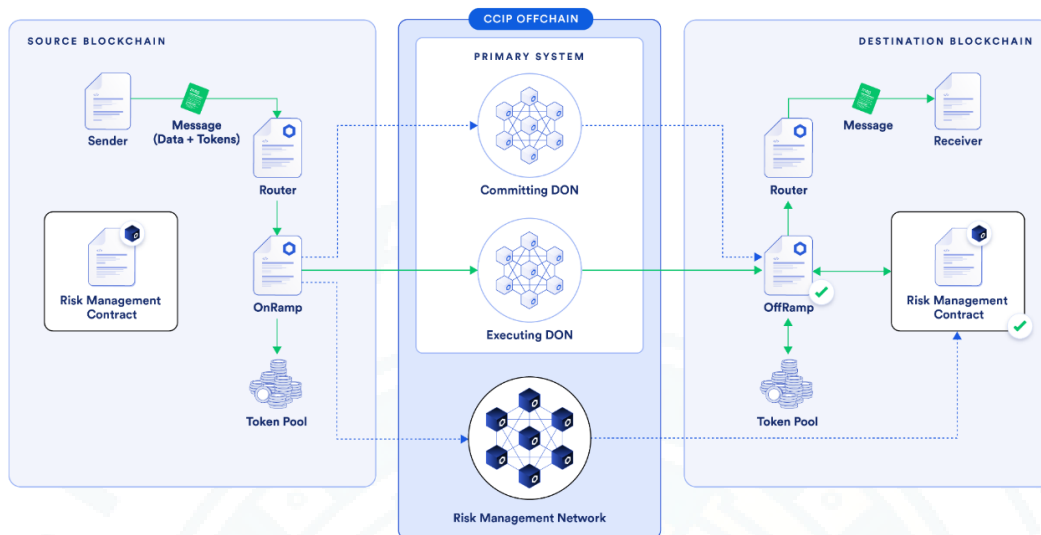 CCIP OFFCHAIN
SOURCE BLOCKCHAIN
Sender
Message
(Data + Tokens)
Router
Risk Management
Contract
OnRamp
Token Pool
PRIMARY SYSTEM
Committing DON
Executing DON
Risk Management Network
DESTINATION BLOCKCHAIN
Router
Message
Receiver
OffRamp
Risk Management
Contract
Token Pool